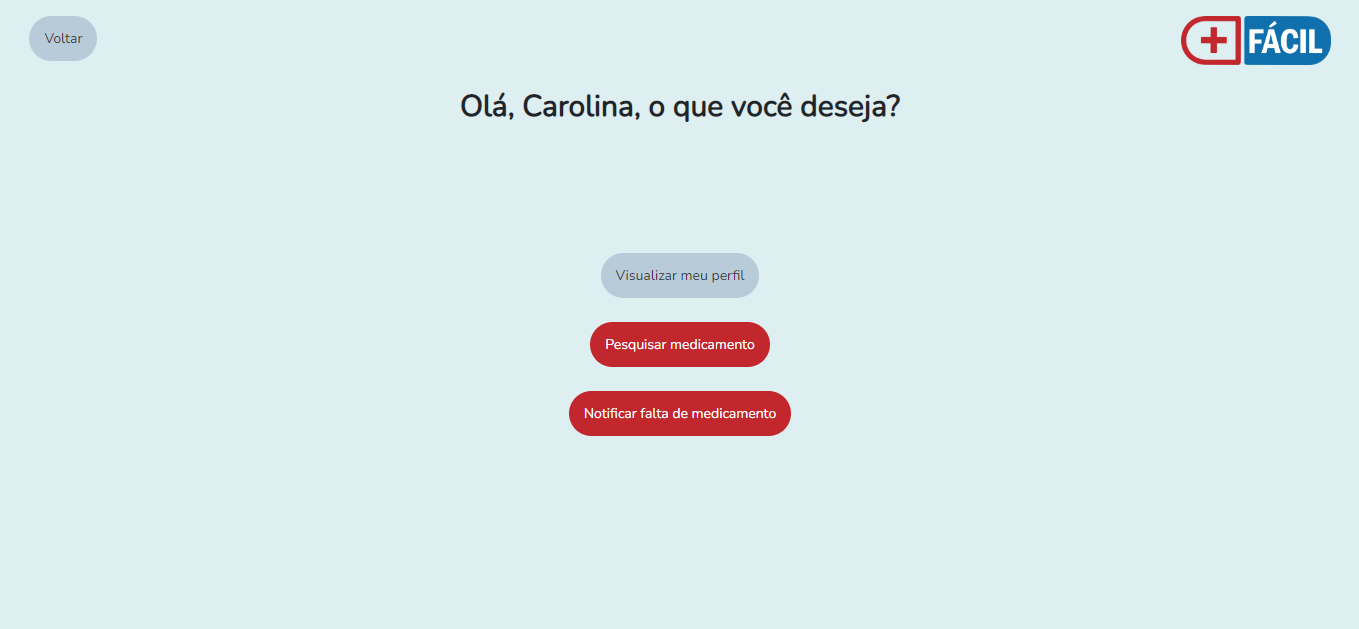 Voltar
FÁCIL
Olá, Carolina, o que você deseja?
Visualizar meu perfil
Pesquisar medicamento
Notificar falta de medicamento